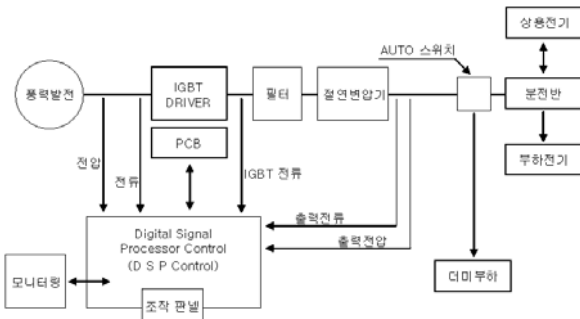 상용전기
AUTO 스위치
풍력발전
IGBT
DRIVER
필터
절연변압기
분전반
PCB
전압
전류
IGBT 전류
부하전기
출력전류
Digital Signal
Processor Control
(D S P Control)
출력전압
모니터링
더미부하
조작 판넬